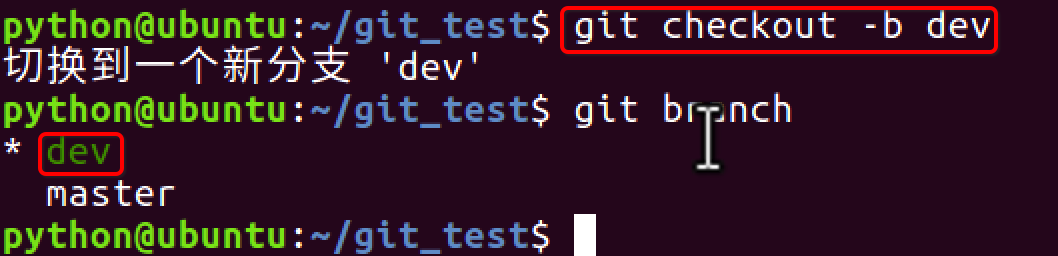 python@ubuntu:~/git_test$ git checkout -b dev
切换到一个新分支 'dev'
python@ubuntu:~/git_test$ git branch
* dev
  master
python@ubuntu:~/git_test$